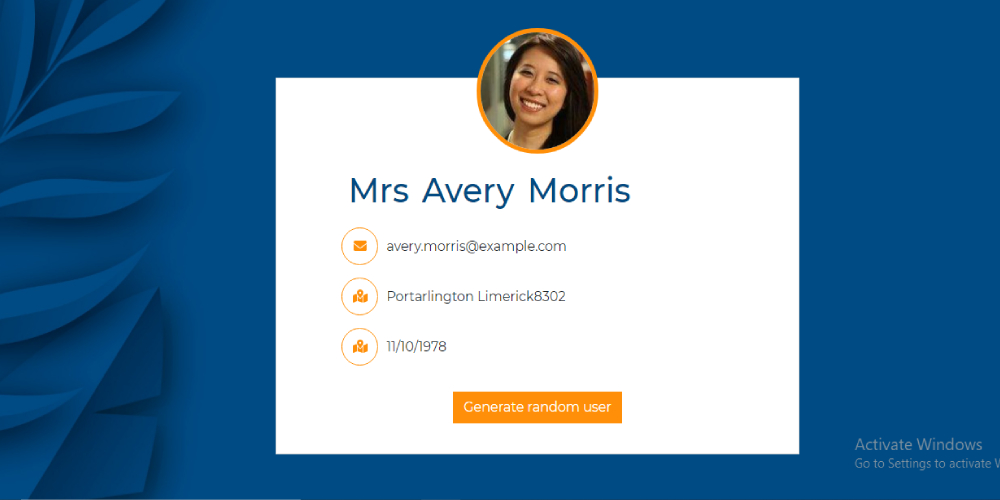 Mrs Avery Morris
avery.morris@example.com
Portarlington Limerick8302
11/10/1978
Generate random user
Activate Windows
Go to Settings to activate W